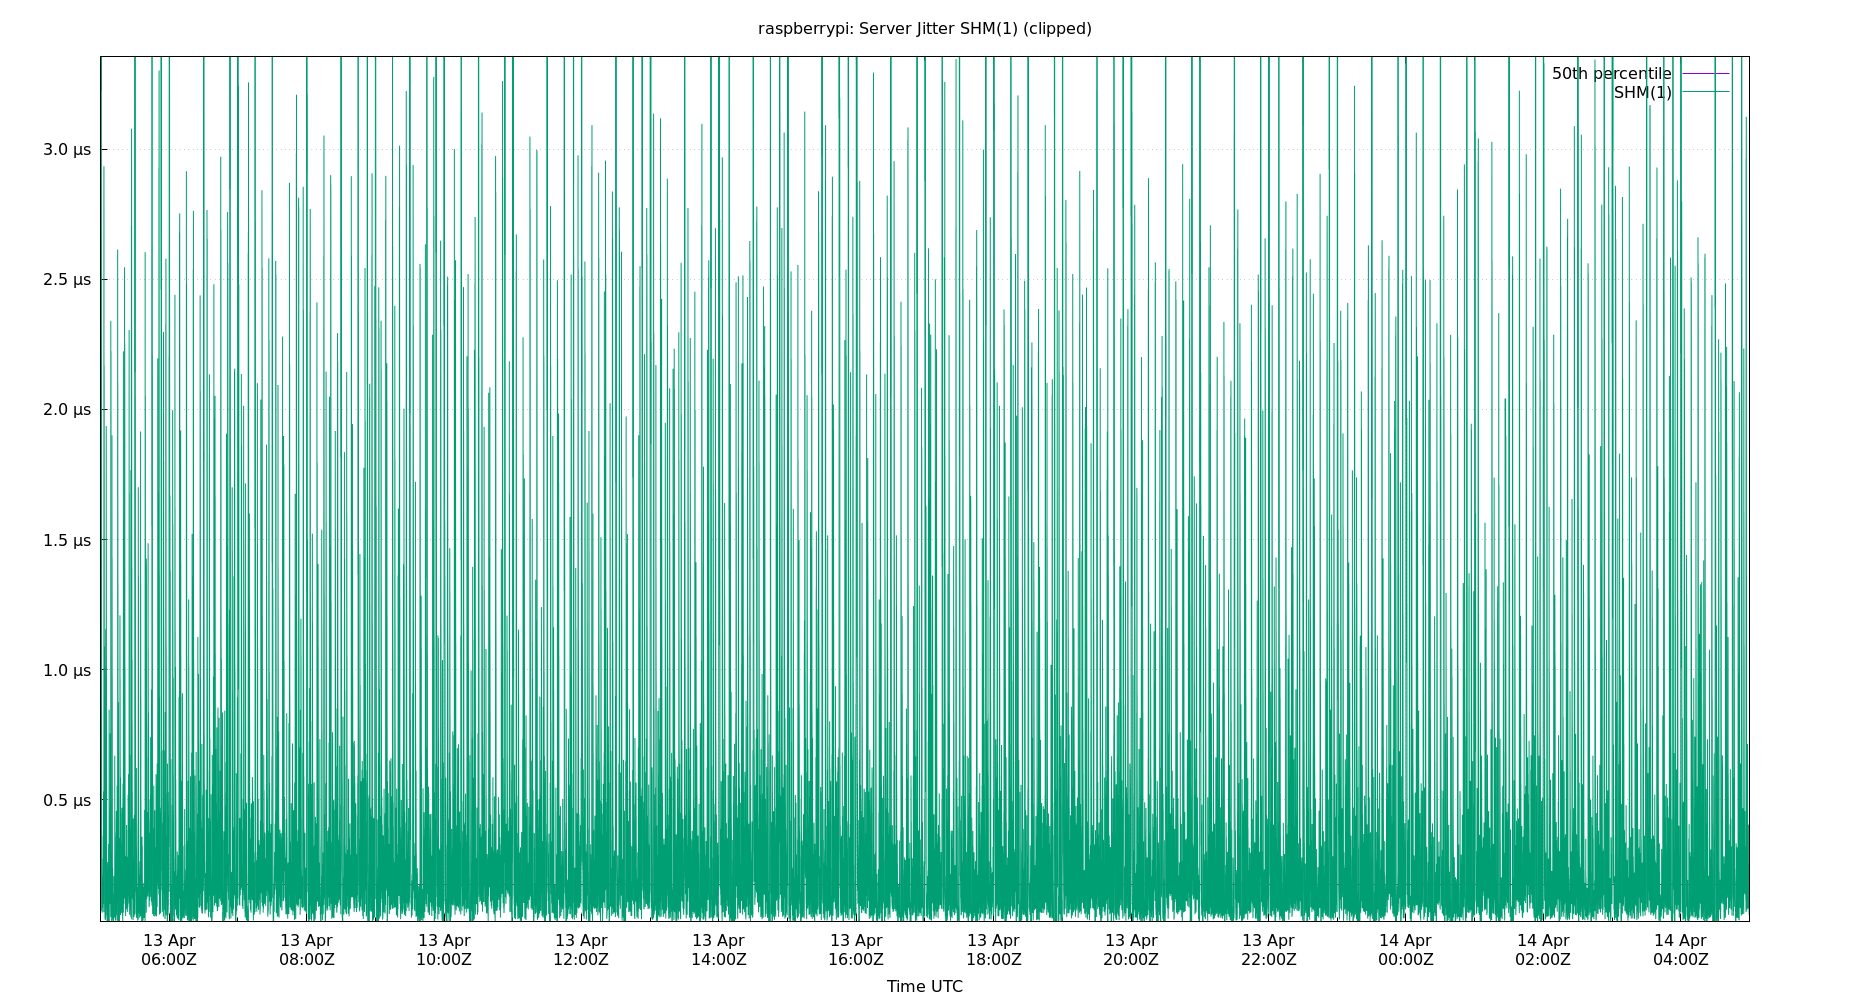 raspberrypi: Server Jitter SHM(1) (clipped)
50th percentile
SHM(1)
3.0 µs
2.5 µs
2.0 µs
1.5 µs
1.0 µs
0.5 µs
13 Apr 13 Apr 13 Apr 13 Apr 13 Apr 13 Apr 13 Apr 13 Apr 13 Apr 14 Apr 14 Apr 14 Apr
06:00Z 08:00Z 10:00Z 12:00Z 14:00Z 16:00Z 18:00Z 20:00Z 22:00Z 00:00Z 02:00Z 04:00Z
Time UTC